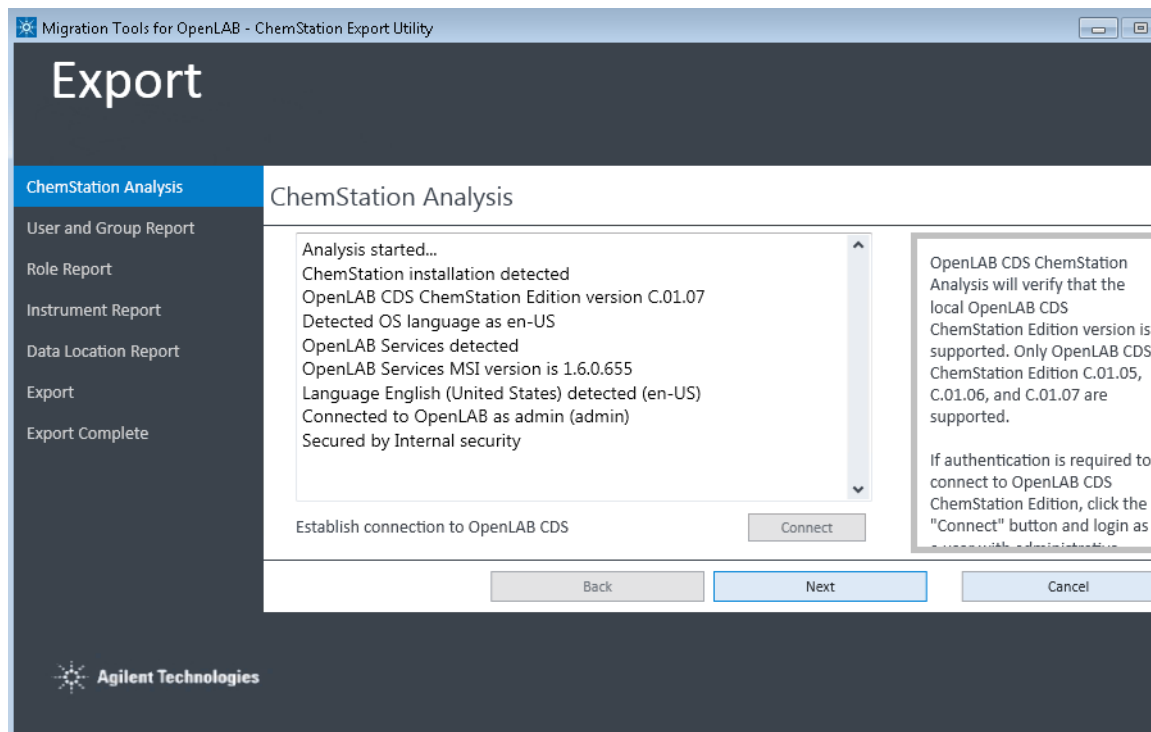 Migration Tools for OpenLAB - ChemStation Export Utility
Export
ChemStation Analysis
User and Group Report
Role Report
Instrument Report
Data Location Report
Export
Export Complete
ChemStation Analysis
Analysis started...
ChemStation installation detected
OpenLAB CDS ChemStation Edition version C.01.07
Detected OS language as en-US
OpenLAB Services detected
OpenLAB Services MSI version is 1.6.0.655
Language English (United States) detected (en-US)
Connected to OpenLAB as admin (admin)
Secured by Internal security
Establish connection to OpenLAB CDS
Connect
OpenLAB CDS ChemStation
Analysis will verify that the
local OpenLAB CDS
ChemStation Edition version is
supported. Only OpenLAB CDS
ChemStation Edition C.01.05,
C.01.06, and C.01.07 are
supported.
If authentication is required to
connect to OpenLAB CDS
ChemStation Edition, click the
"Connect" button and login as
Back
Next
Cancel
Agilent Technologies